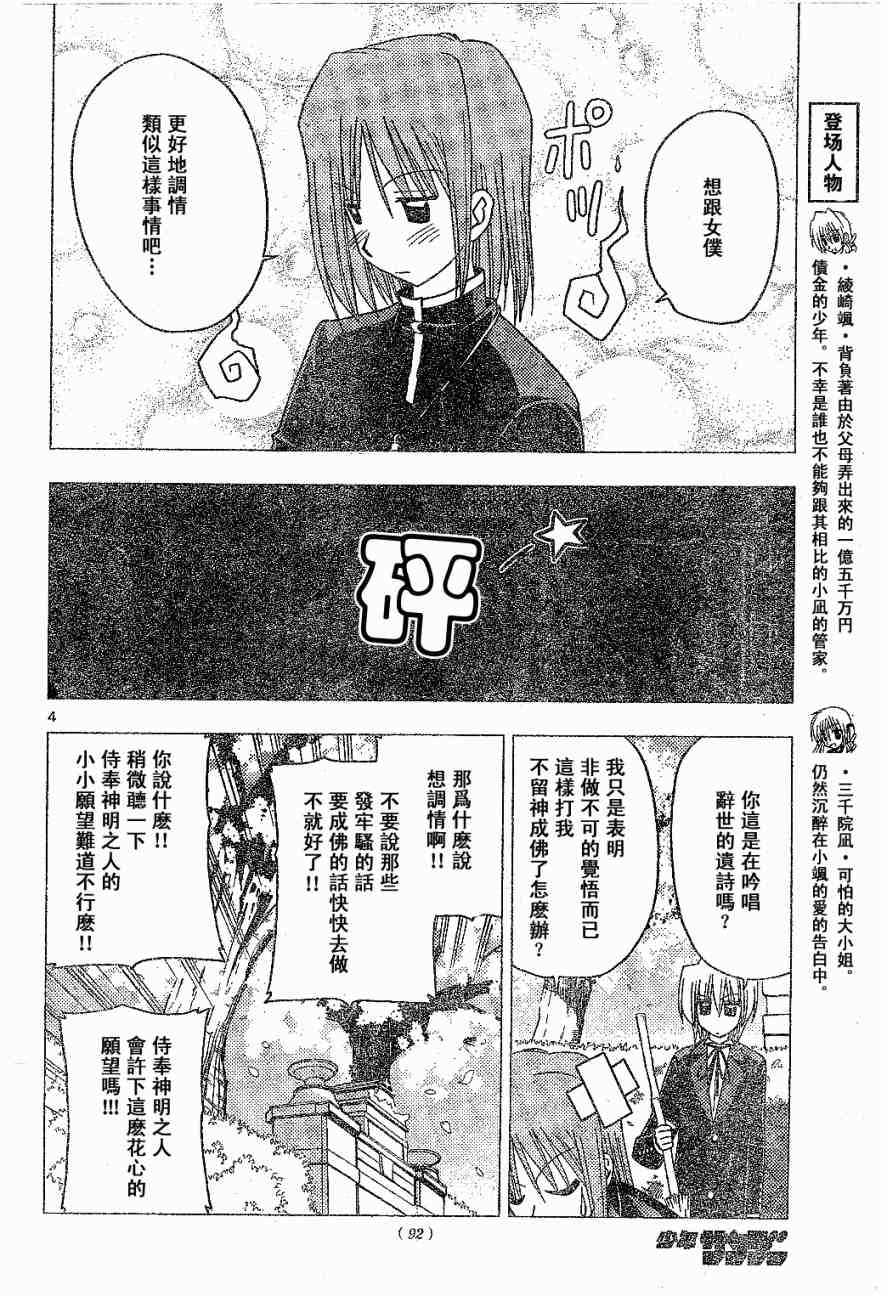 登场人物
・綾崎颯・背負著由於父母弄出來的一億五千万円
債金的少年。不幸是誰也不能夠跟其相比的小凪的管家。
・三千院凪・可怕的大小姐。
仍然沉醉在小颯的愛的告白中。
想跟女僕
ポッ
更好地調情
類似這樣事情吧…
砰
4
你這是在吟唱
辭世的遺詩嗎？
我只是表明
非做不可的覺悟而已
這樣打我
不留神成佛了怎麼辦？
那爲什麼說
想調情啊!!
不要說那些
發牢騷的話
要成佛的話快快去做
不就好了!!
你說什麼!!
稍微聽一下
侍奉神明之人的
小小願望難道不行麼!!
侍奉神明之人
會許下這麼花心的
願望嗎!!!
(92)
少年サンデー